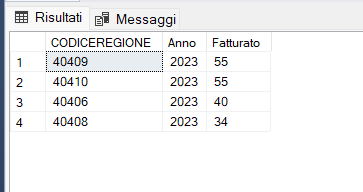 Risultati Messaggi
CODICEREGIONE Anno Fatturato
1 40409 2023 55
2 40410 2023 55
3 40406 2023 40
4 40408 2023 34